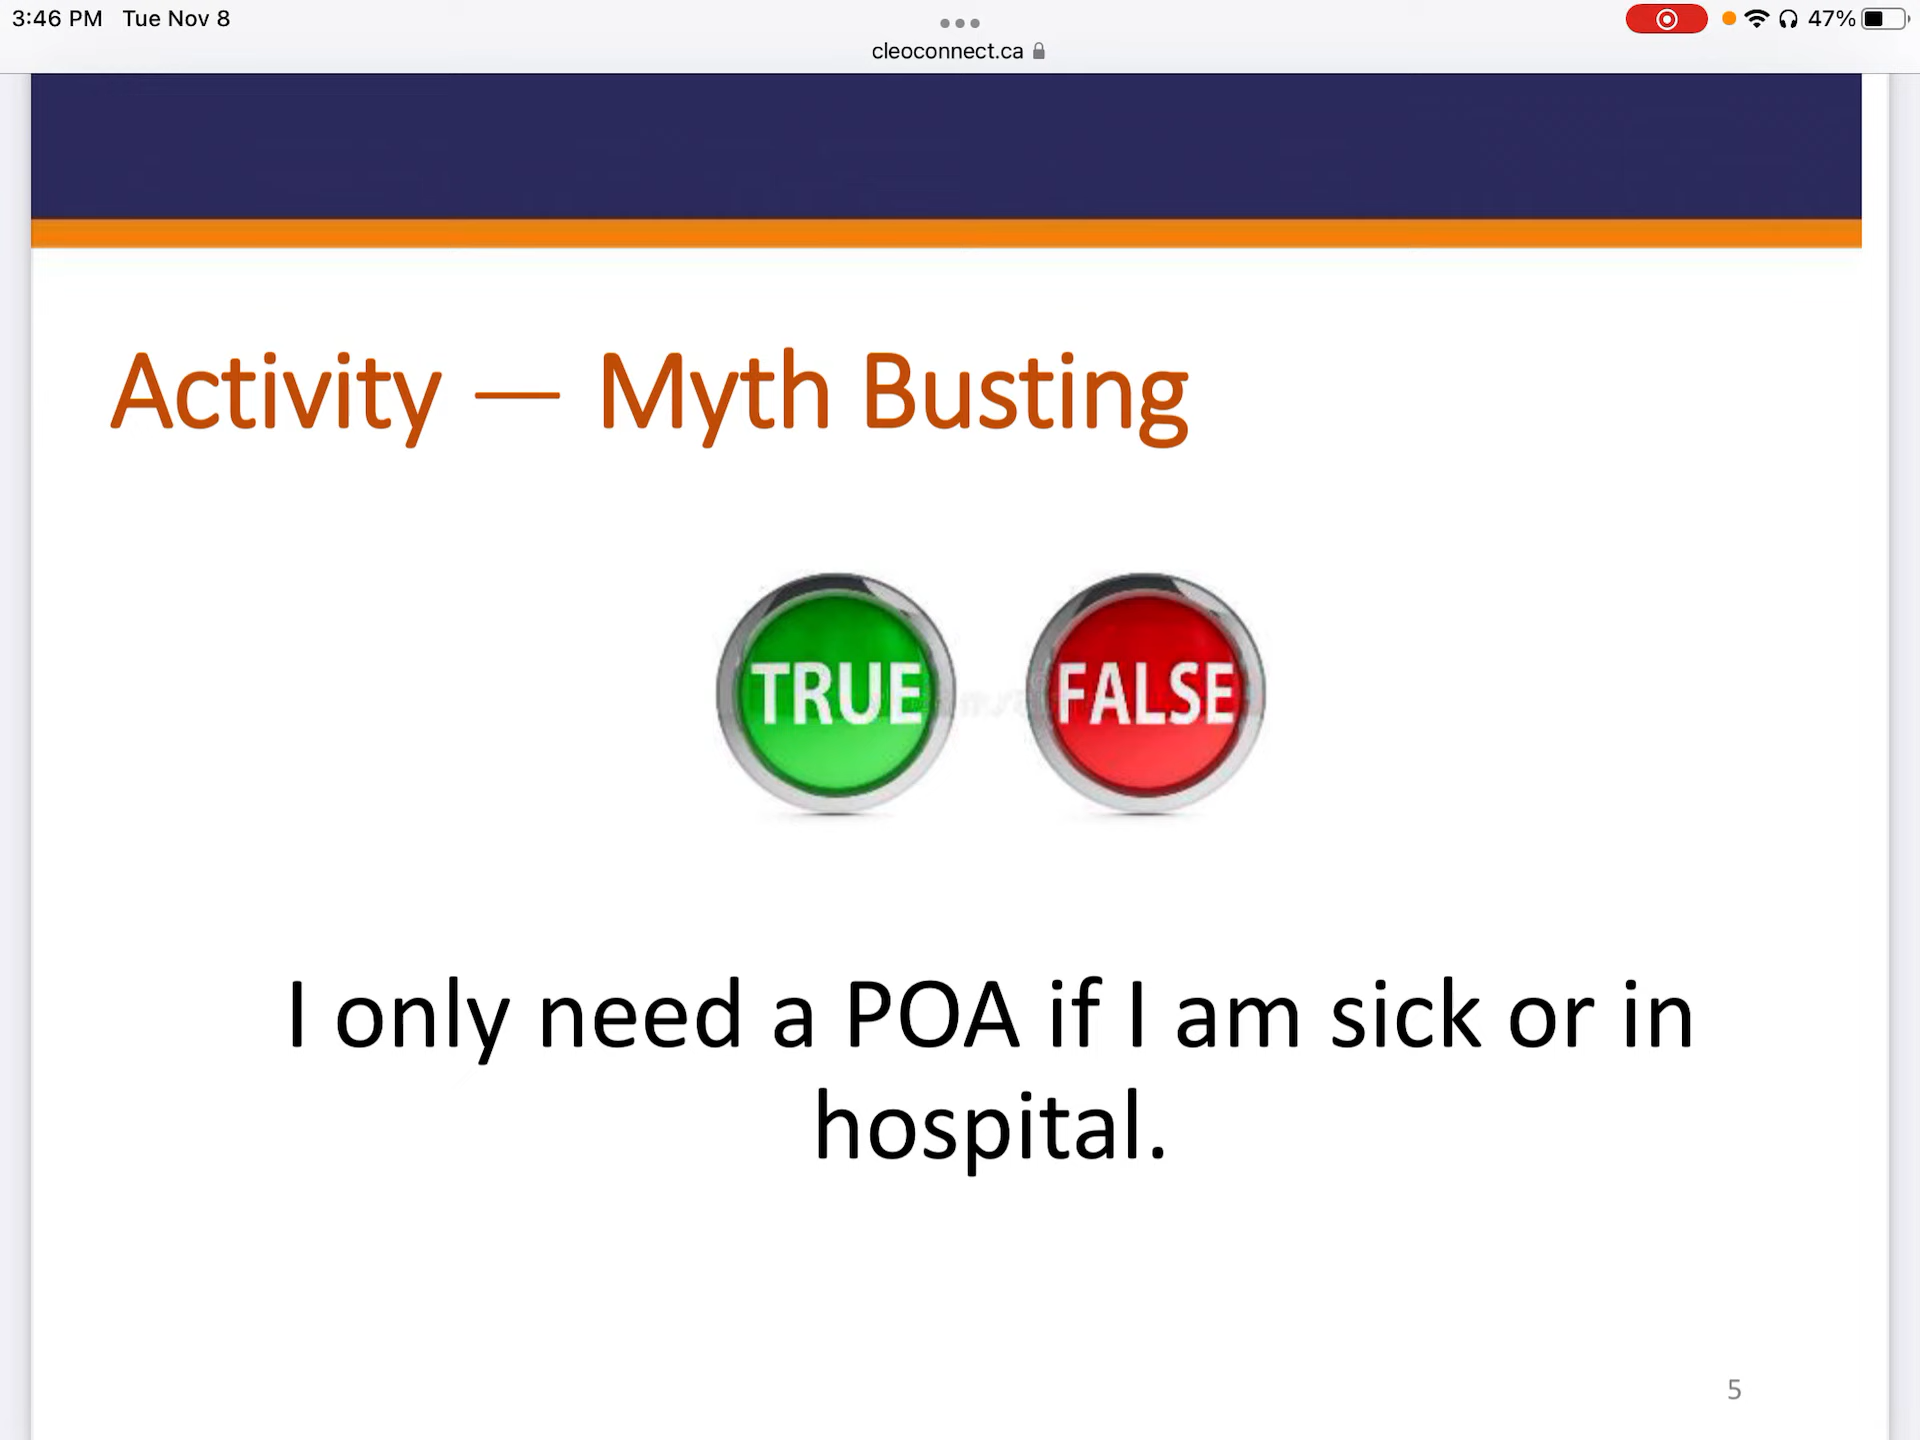 3:46 PM Tue Nov 8
47%
cleoconnect.ca
Activity — Myth Busting
TRUE FALSE
I only need a POA if I am sick or in
hospital.
5